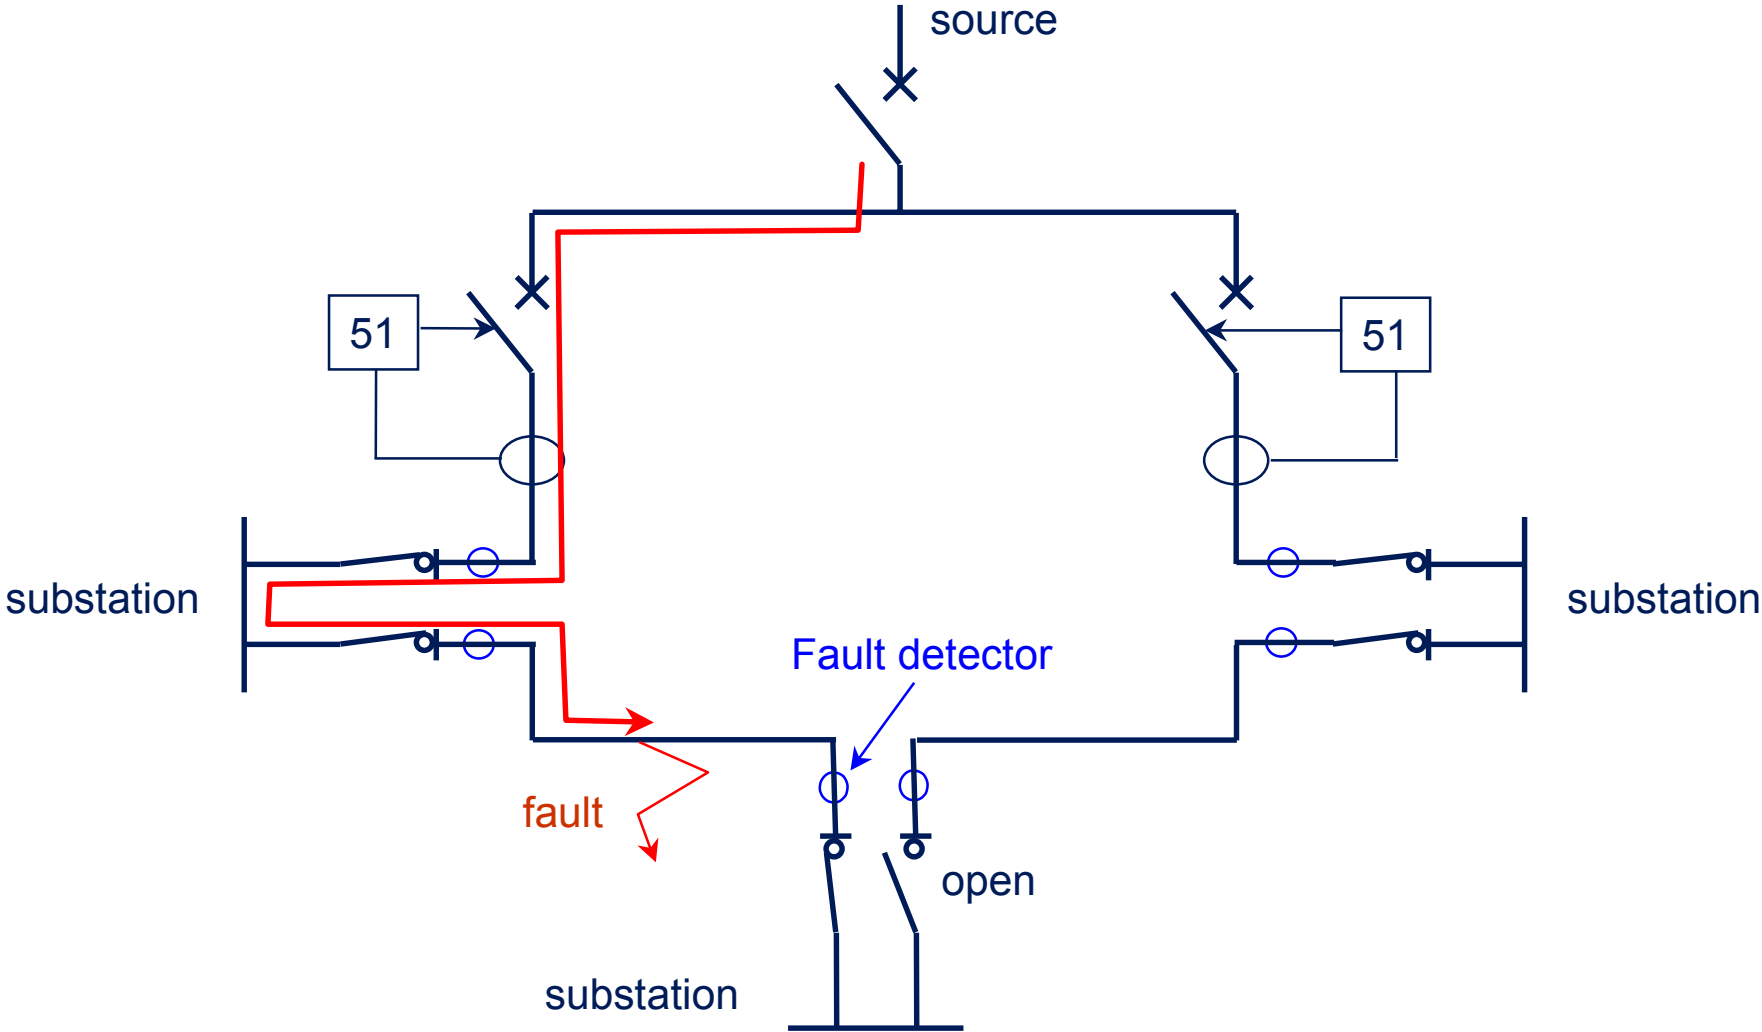 source
51
51
substation
substation
Fault detector
fault
open
substation